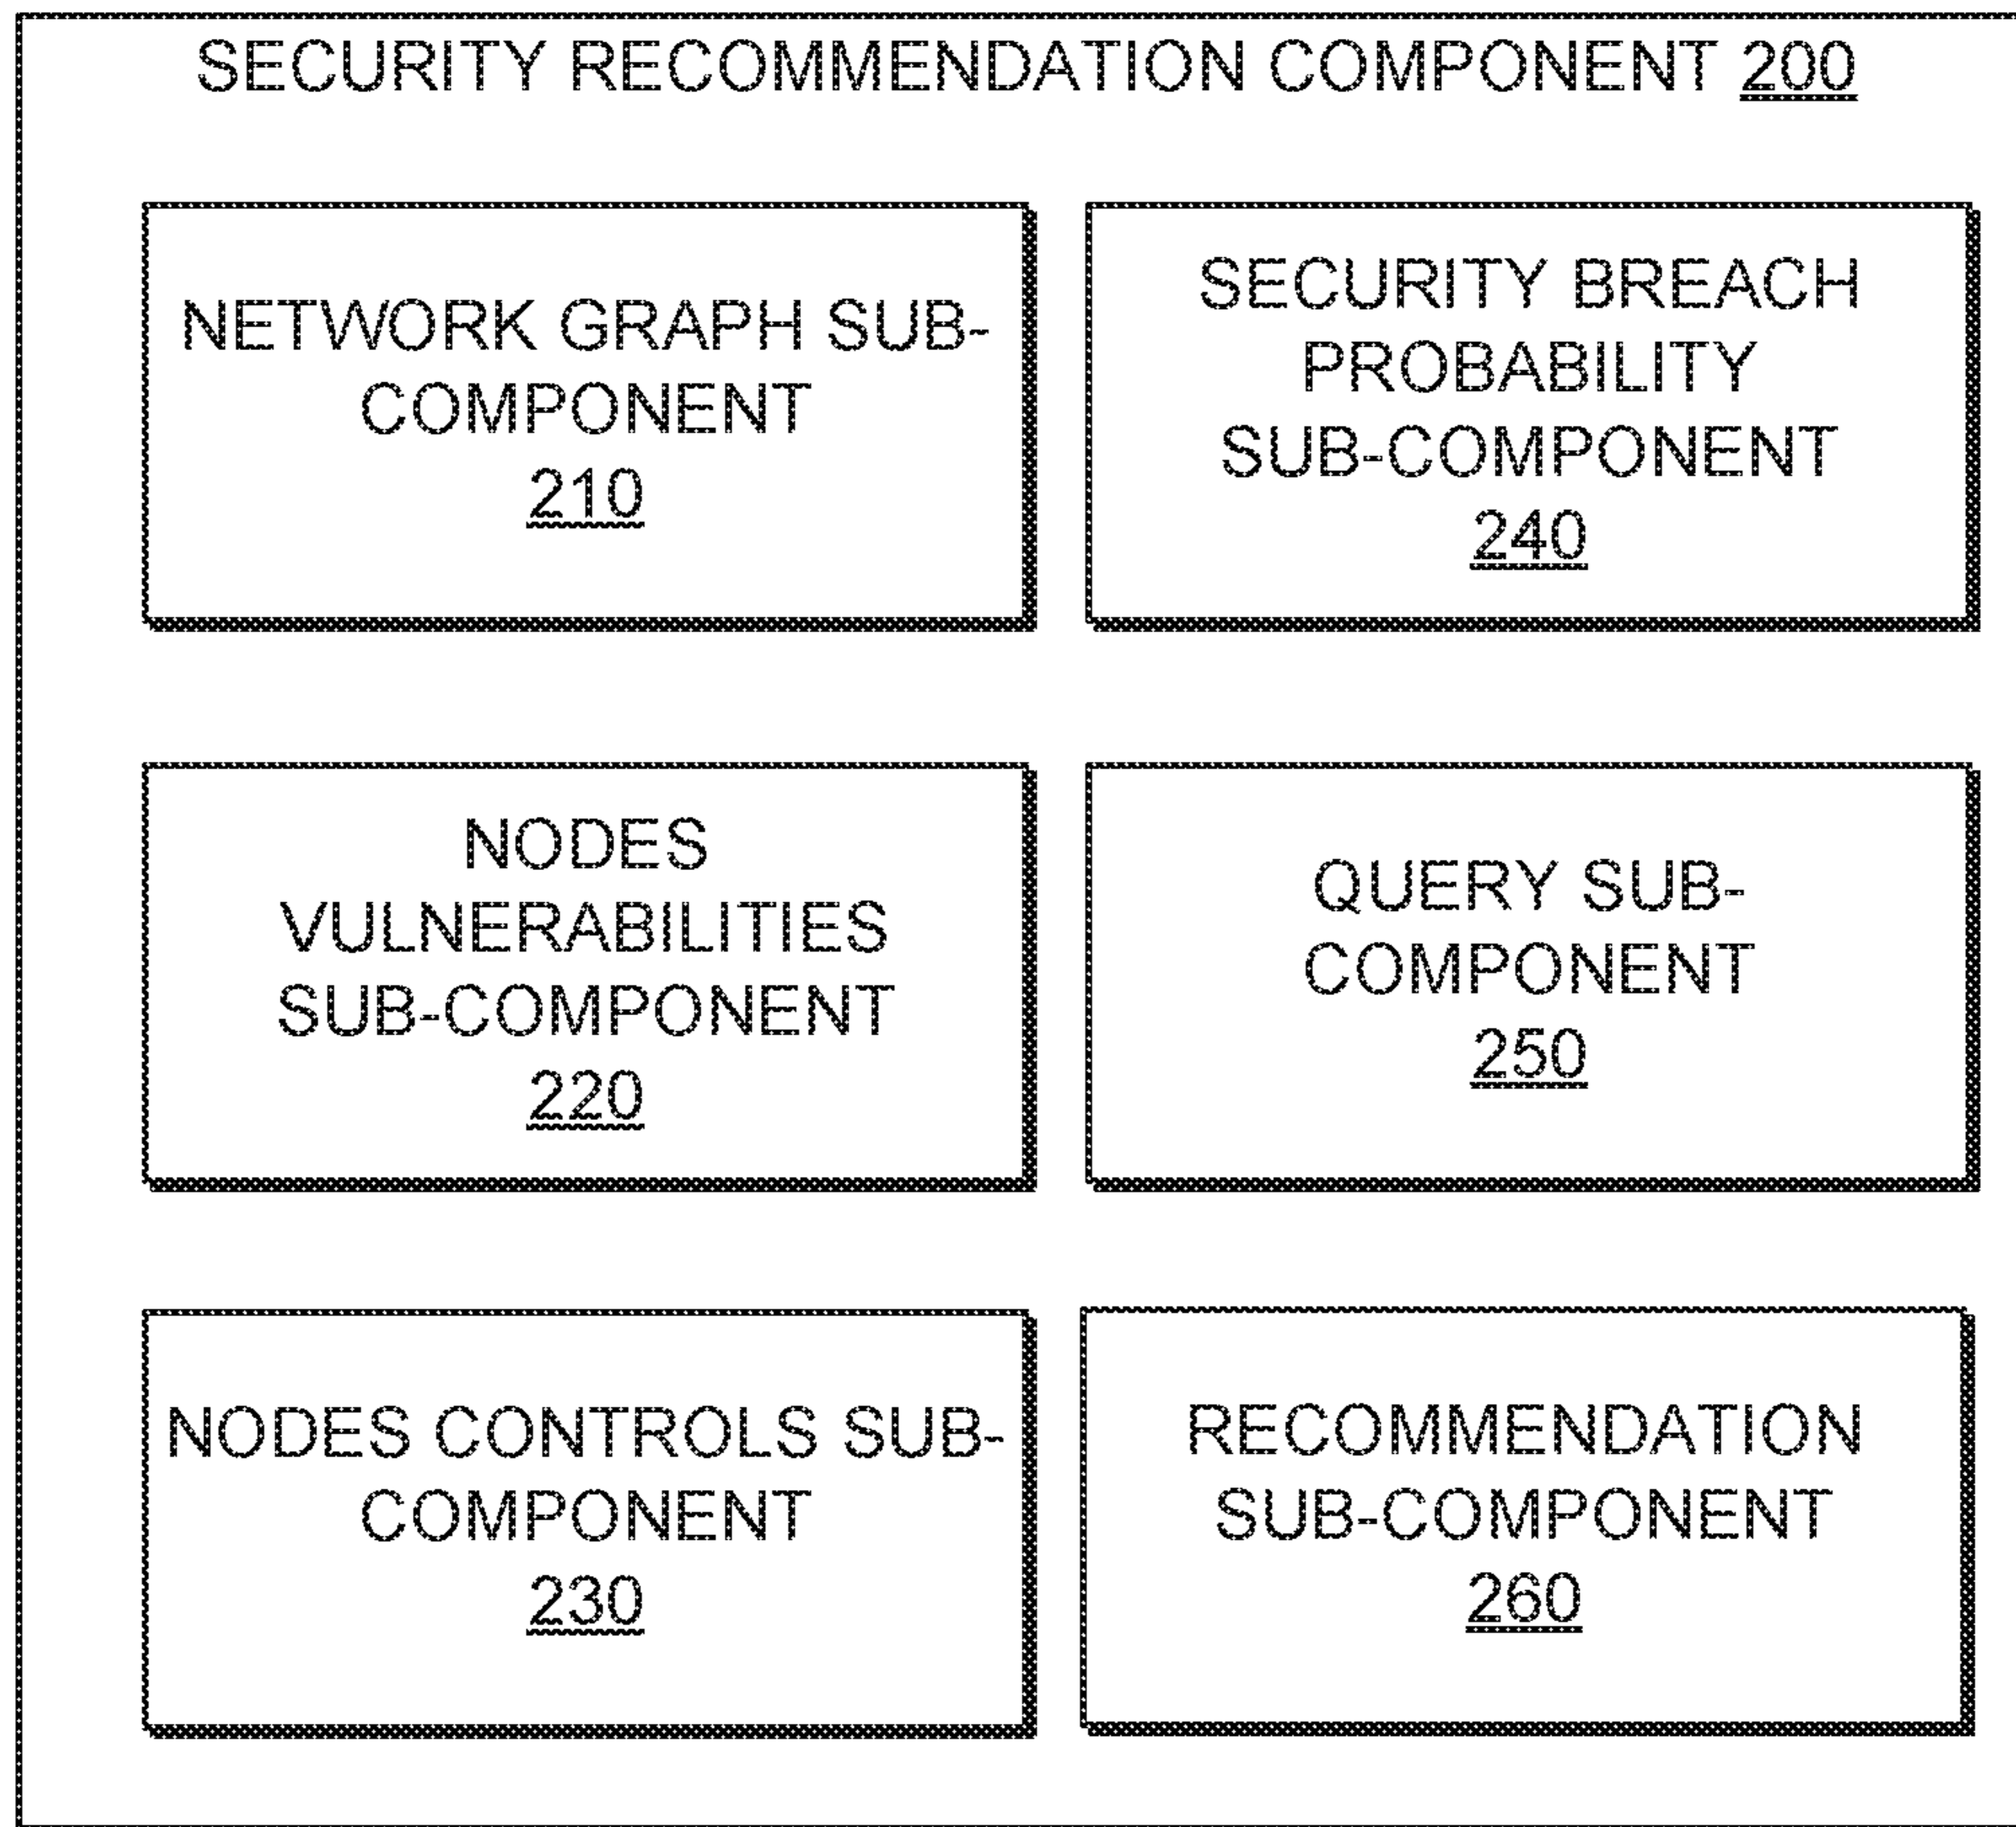 SECURITY RECOMMENDATION COMPONENT 200
NETWORK GRAPH SUB-
COMPONENT
210
SECURITY BREACH
PROBABILITY
SUB-COMPONENT
240
NODES
VULNERABILITIES
SUB-COMPONENT
220
QUERY SUB-
COMPONENT
250
NODES CONTROLS SUB-
COMPONENT
230
RECOMMENDATION
SUB-COMPONENT
260